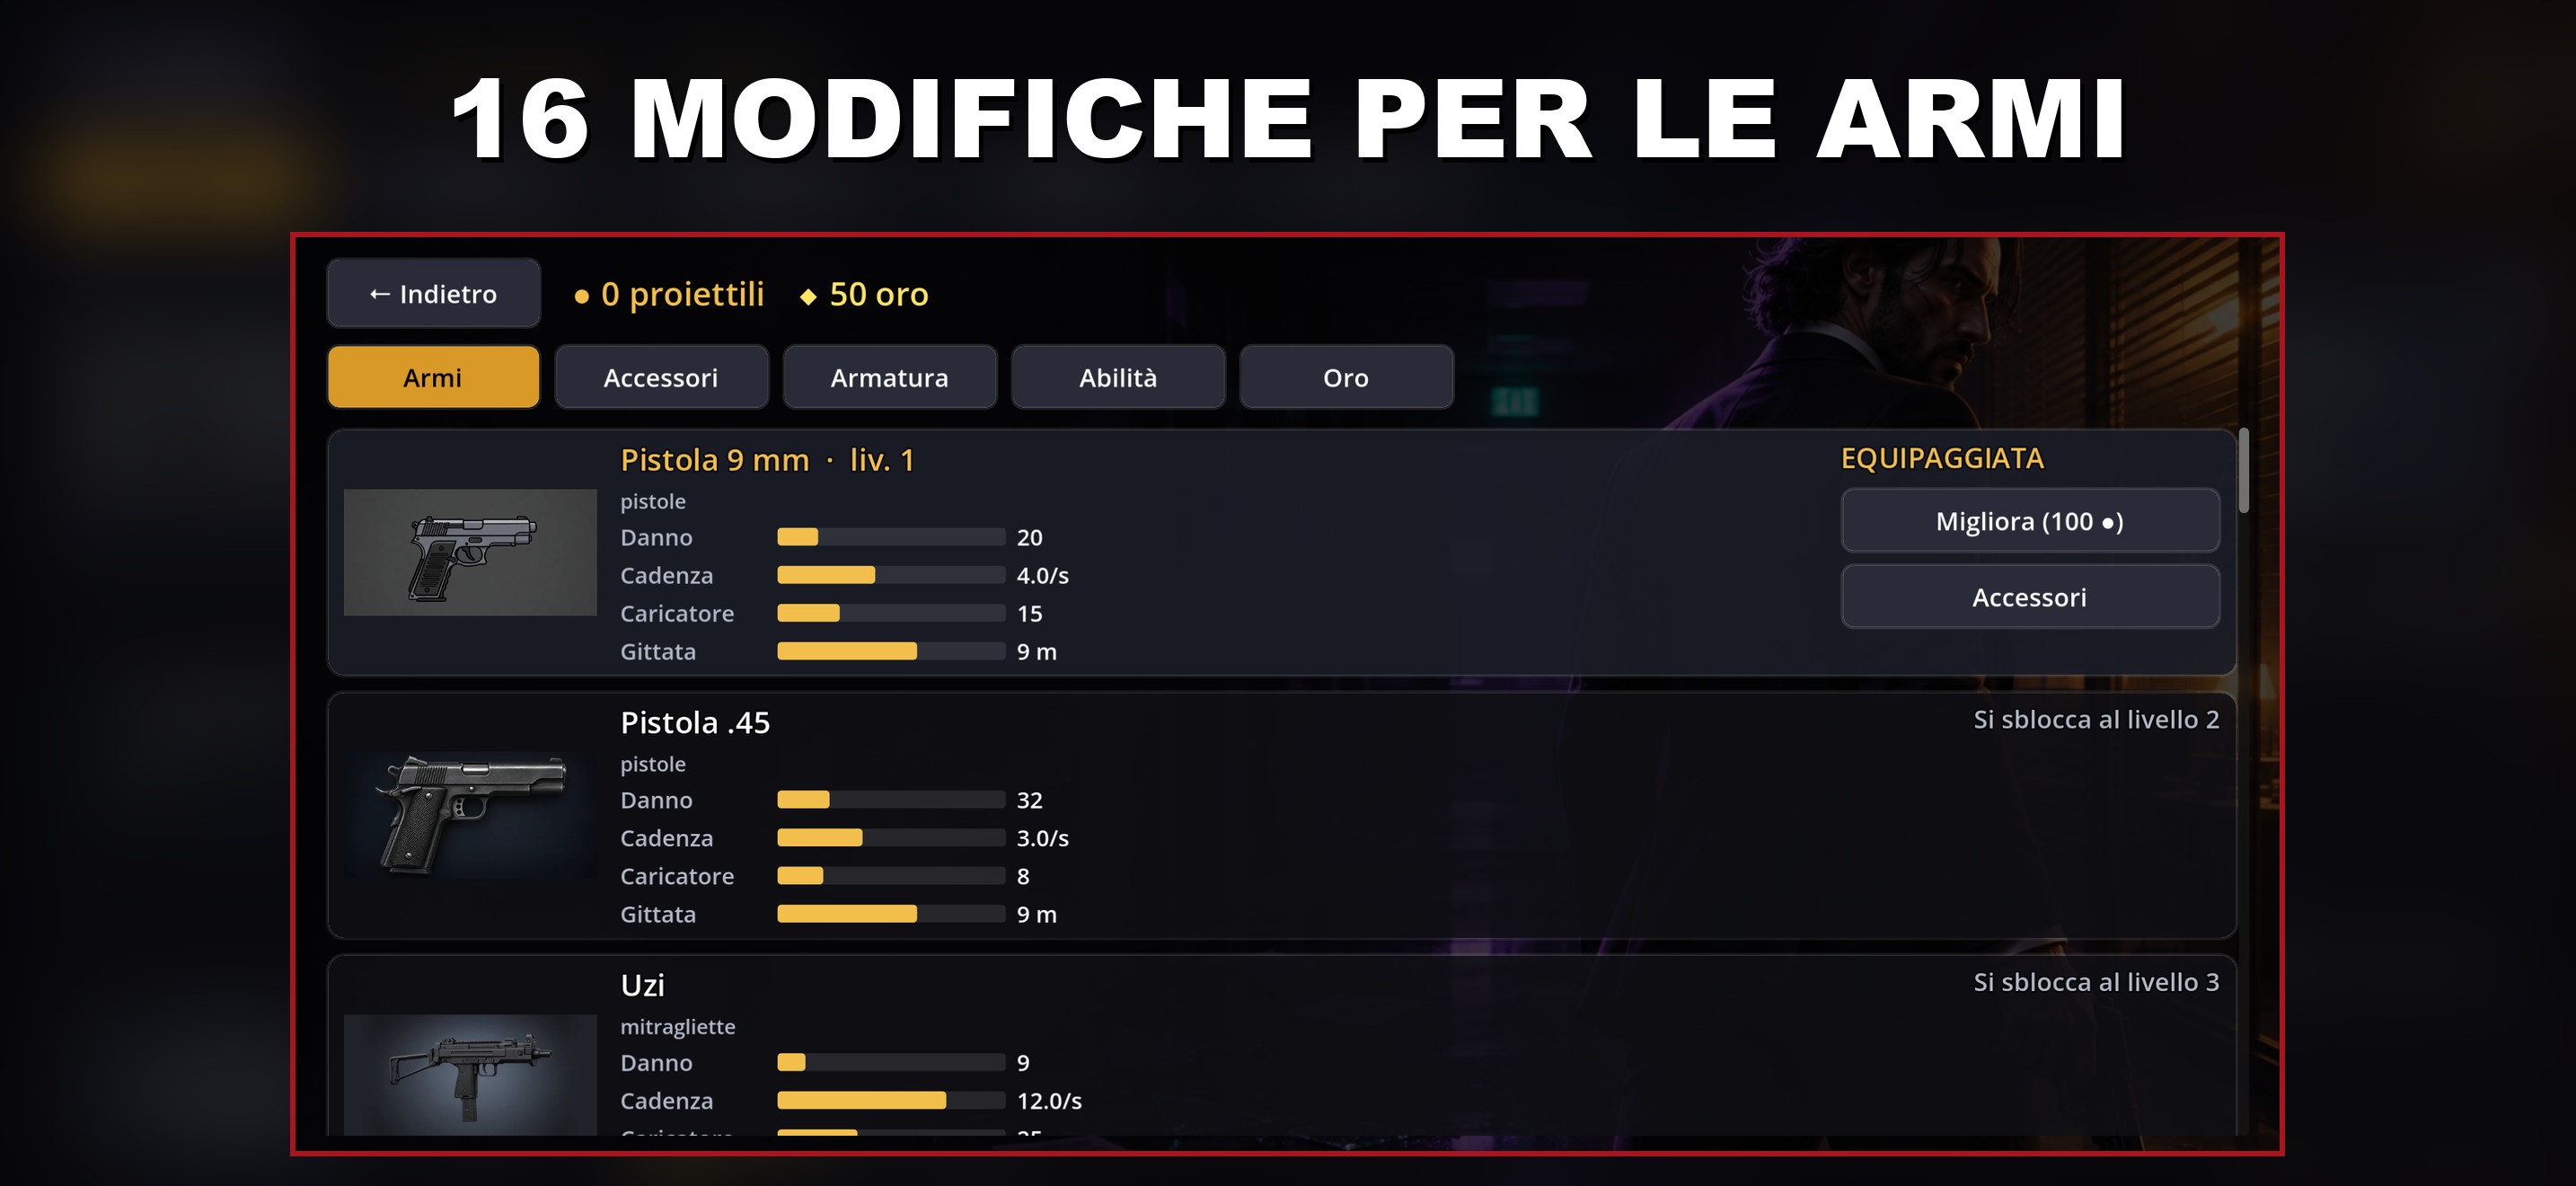 16 MODIFICHE PER LE ARMI
← Indietro ● 0 proiettili ◆ 50 oro
Armi Accessori Armatura Abilità Oro
Pistola 9 mm · liv. 1
EQUIPAGGIATA
pistole
Migliora (100 ●)
Danno 20
Cadenza 4.0/s
Accessori
Caricatore 15
Gittata 9 m
Pistola .45
Si sblocca al livello 2
pistole
Danno 32
Cadenza 3.0/s
Caricatore 8
Gittata 9 m
Uzi
Si sblocca al livello 3
mitragliette
Danno 9
Cadenza 12.0/s